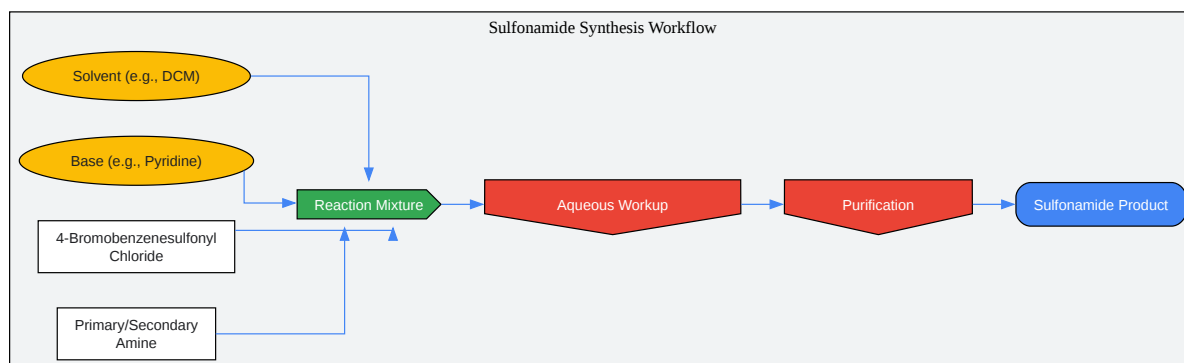 Sulfonamide Synthesis Workflow
Solvent (e.g., DCM)
Base (e.g., Pyridine)
Reaction Mixture
Aqueous Workup
Purification
Sulfonamide Product
4-Bromobenzenesulfonyl
Chloride
Primary/Secondary
Amine